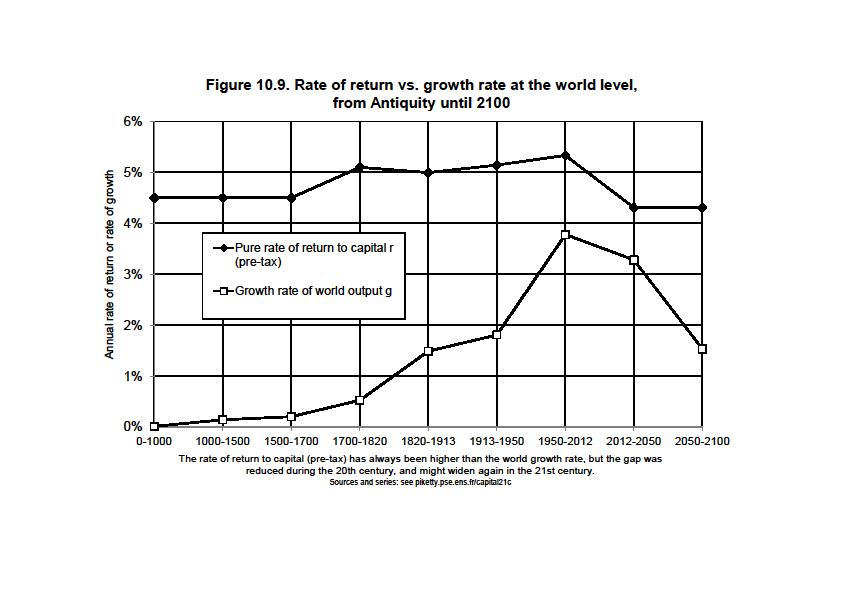 Figure 10.9. Rate of return vs. growth rate at the world level,
from Antiquity until 2100
Annual rate of return or rate of growth
6%
5%
4%
3%
2%
1%
0%
Pure rate of return to capital r
(pre-tax)
Growth rate of world output g
0-1000 1000-1500 1500-1700 1700-1820 1820-1913 1913-1950 1950-2012 2012-2050 2050-2100
The rate of return to capital (pre-tax) has always been higher than the world growth rate, but the gap was
reduced during the 20th century, and might widen again in the 21st century.
Sources and series: see piketty.pse.ens.fr/capital21c